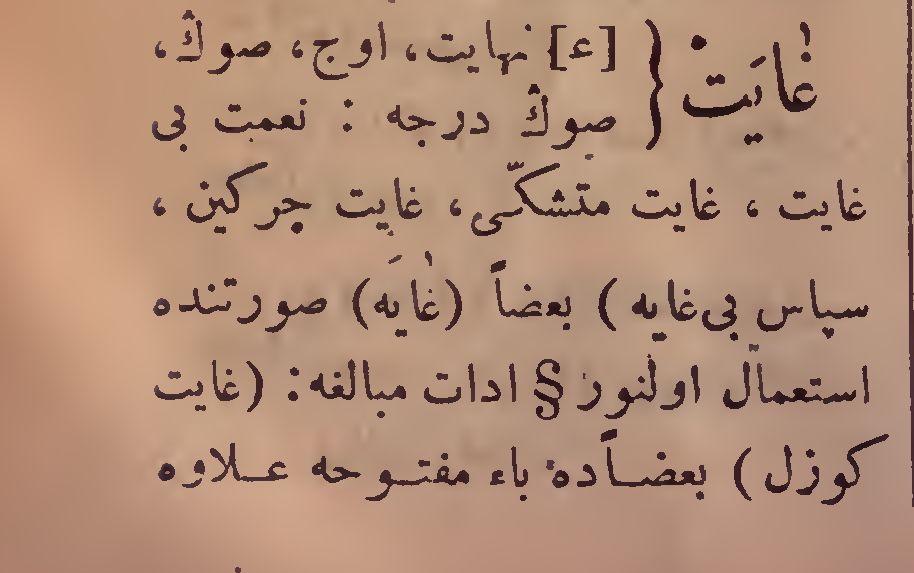 غایَت { [ع] نهایت، اوج، صوڭ،
صوڭ درجه : نعمت بی
غایت ، غایت متشکّی، غایت چرکین ،
سپاس بی‌غایه ) بعضاً (غایَه) صورتنده
استعمال اولنور § ادات مبالغه: (غایت
کوزل ) بعضاًده باء مفتوحه علاوه